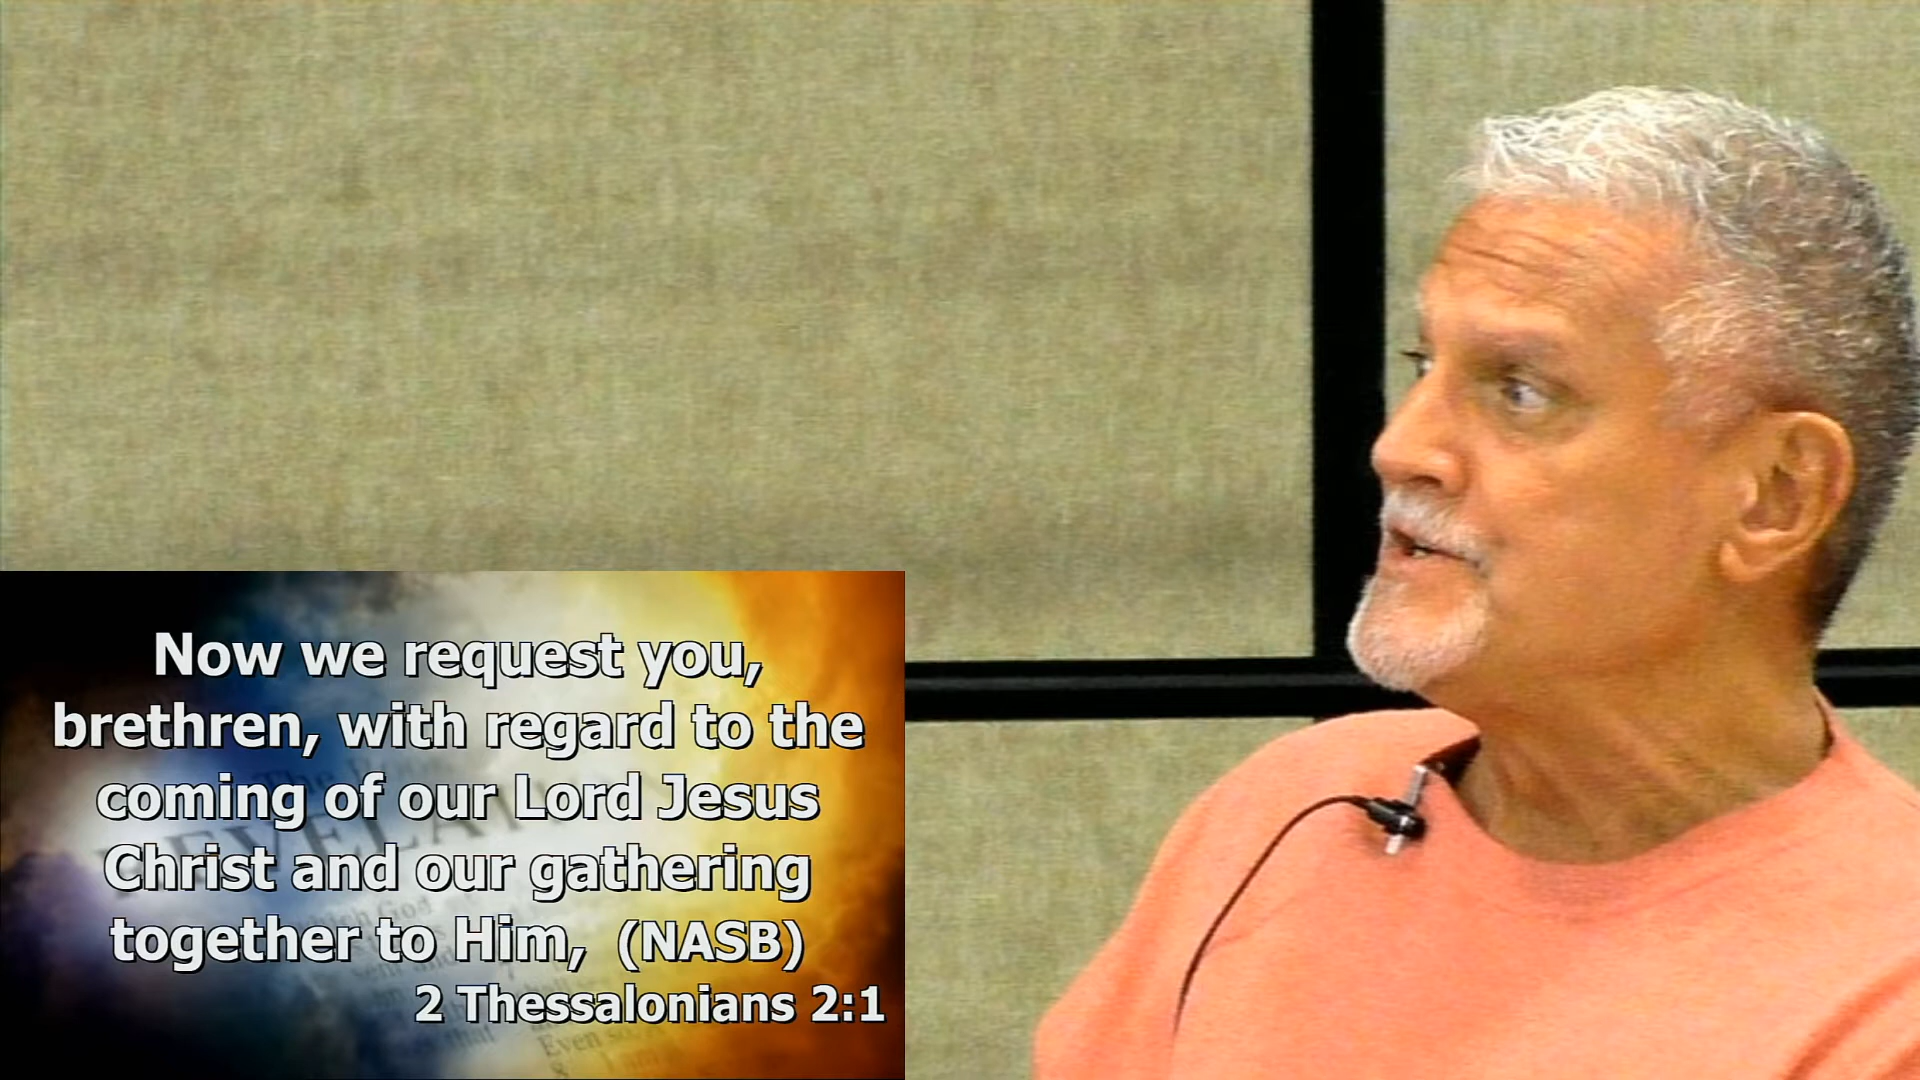 Now we request you,
brethren, with regard to the
coming of our Lord Jesus
Christ and our gathering
together to Him, (NASB)
2 Thessalonians 2:1